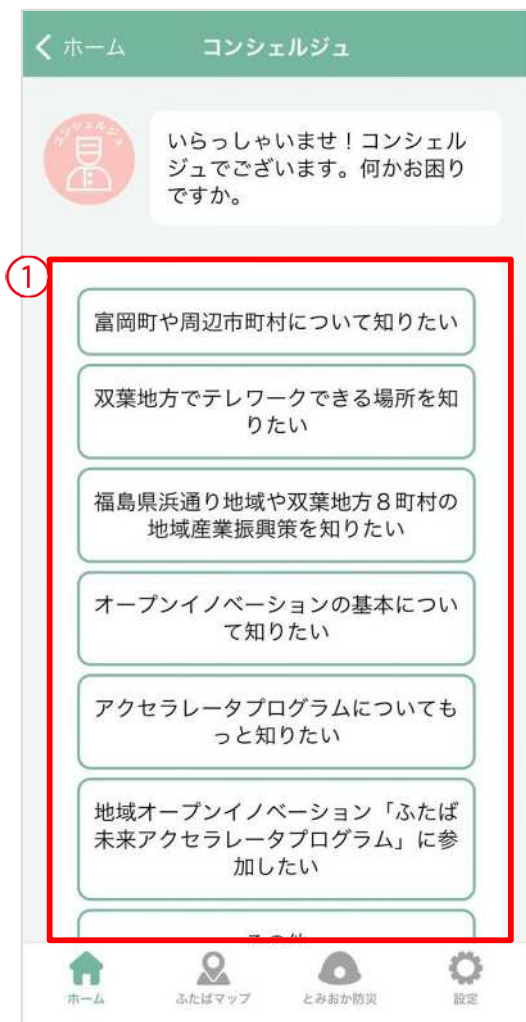 ホーム コンシェルジュ
コンシェルジュ
いらっしゃいませ！コンシェル
ジュでございます。何かお困り
ですか。
①
富岡町や周辺市町村について知りたい
双葉地方でテレワークできる場所を知
りたい
福島県浜通り地域や双葉地方８町村の
地域産業振興策を知りたい
オープンイノベーションの基本につい
て知りたい
アクセラレータプログラムについても
っと知りたい
地域オープンイノベーション「ふたば
未来アクセラレータプログラム」に参
加したい
ホーム ふたばマップ とみおか防災 設定